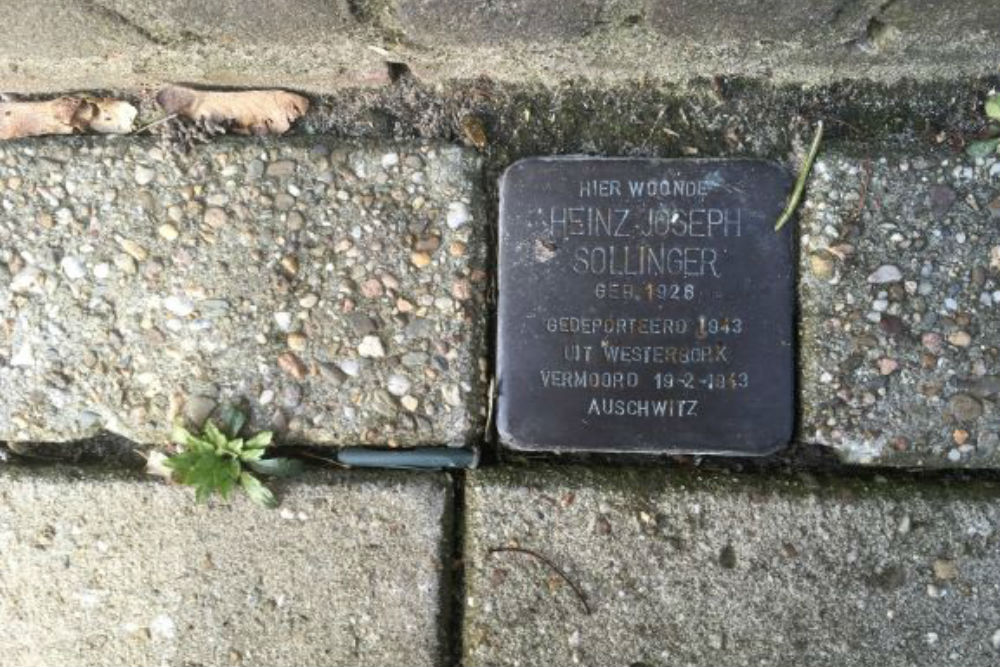 HIER WOONDE
HEINZ JOSEPH
SOLLINGER
GEB. 1928
GEDEPORTEERD 1943
UIT WESTERBORK
VERMOORD 19-2-1943
AUSCHWITZ